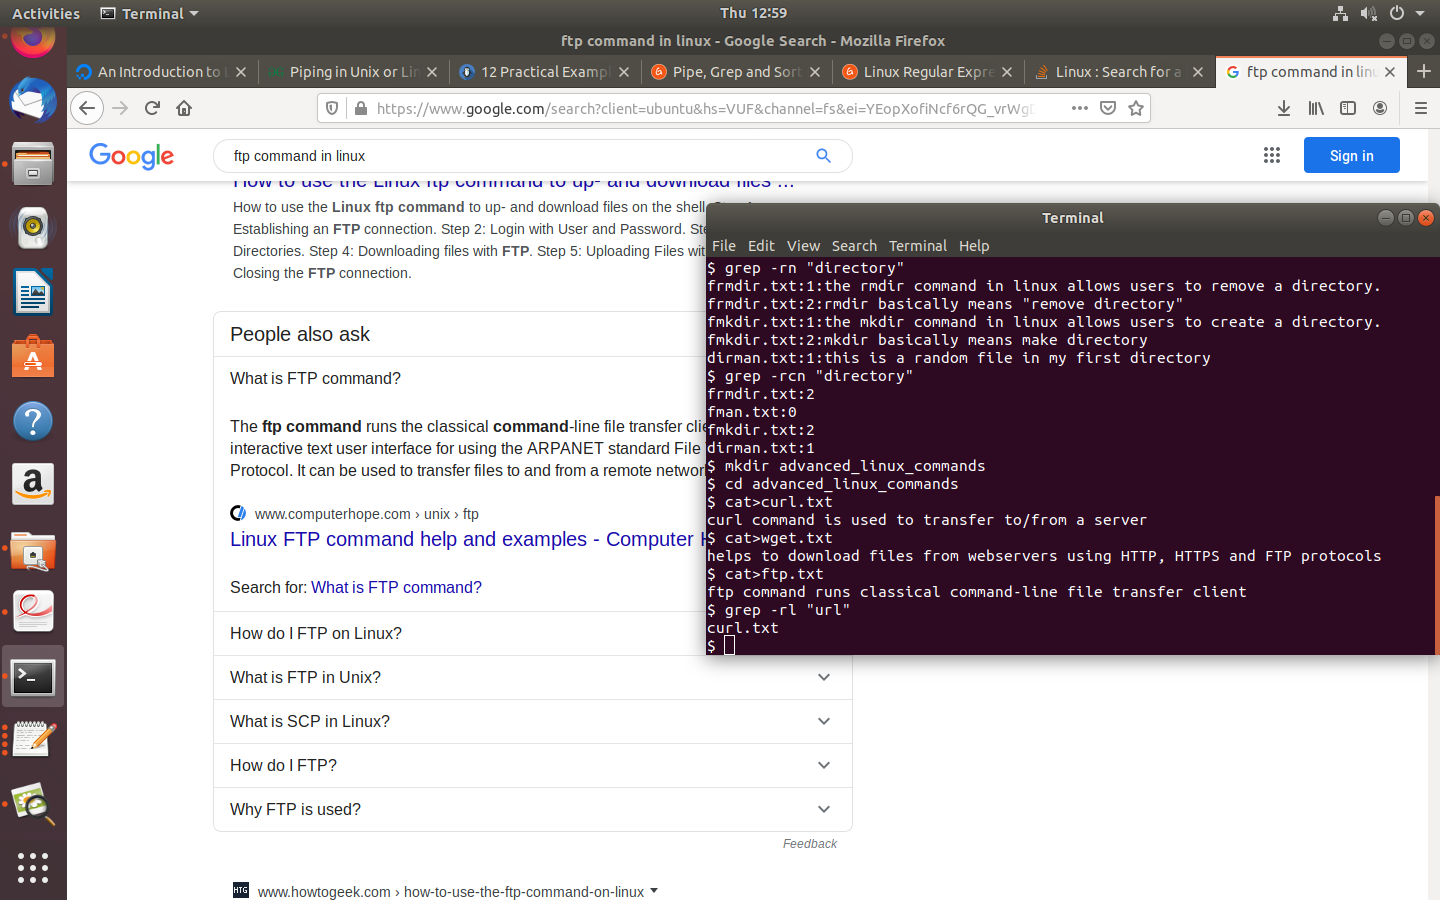 Activities
Terminal
Thu 12:59
ftp command in linux - Google Search - Mozilla Firefox
An Introduction to
Piping in Unix or Lin
12 Practical Exampl
Pipe, Grep and Sort
Linux Regular Expre
Linux : Search for a
ftp command in linu
https://www.google.com/search?client=ubuntu&hs=VUF&channel=fs&ei=YEopXofiNcf6rQG_vrWgD
Google
ftp command in linux
Sign in
How to use the Linux ftp command to up- and download files ...
How to use the Linux ftp command to up- and download files on the shell.
Establishing an FTP connection. Step 2: Login with User and Password.
Directories. Step 4: Downloading files with FTP. Step 5: Uploading Files
Closing the FTP connection.
People also ask
What is FTP command?
The ftp command runs the classical command-line file transfer
interactive text user interface for using the ARPANET standard File
Protocol. It can be used to transfer files to and from a remote
www.computerhope.com › unix › ftp
Linux FTP command help and examples - Computer
Search for: What is FTP command?
How do I FTP on Linux?
What is FTP in Unix?
What is SCP in Linux?
How do I FTP?
Why FTP is used?
Feedback
HTG
www.howtogeek.com › how-to-use-the-ftp-command-on-linux
Terminal
File Edit View Search Terminal Help
$ grep -rn "directory"
frmdir.txt:1:the rmdir command in linux allows users to remove a directory.
frmdir.txt:2:rmdir basically means "remove directory"
fmkdir.txt:1:the mkdir command in linux allows users to create a directory.
fmkdir.txt:2:mkdir basically means make directory
dirman.txt:1:this is a random file in my first directory
$ grep -rcn "directory"
frmdir.txt:2
fman.txt:0
fmkdir.txt:2
dirman.txt:1
$ mkdir advanced_linux_commands
$ cd advanced_linux_commands
$ cat>curl.txt
curl command is used to transfer to/from a server
$ cat>wget.txt
helps to download files from webservers using HTTP, HTTPS and FTP protocols
$ cat>ftp.txt
ftp command runs classical command-line file transfer client
$ grep -rl "url"
curl.txt
$